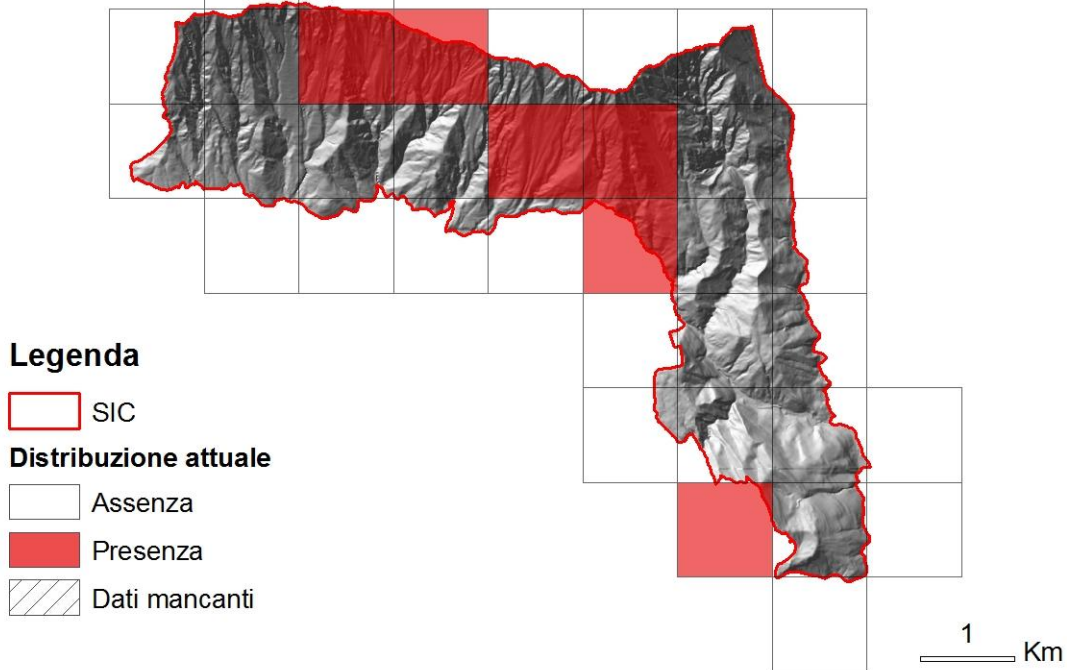 Legenda
SIC
Distribuzione attuale
Assenza
Presenza
Dati mancanti
1
Km